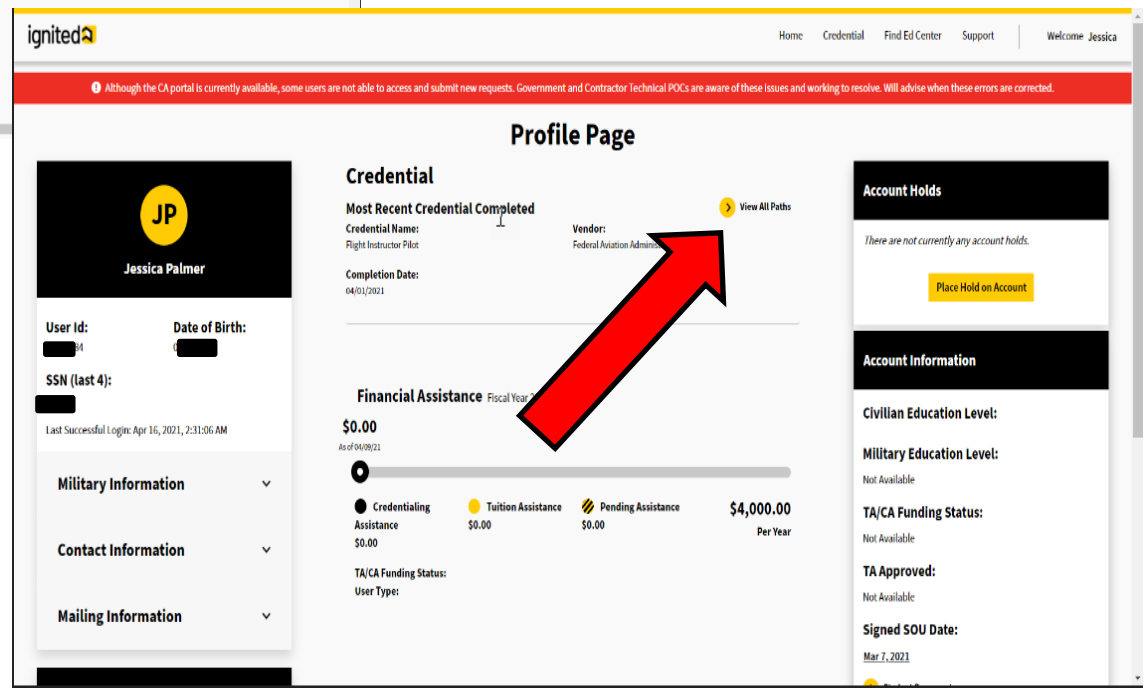 ignited
Home Credential Find Ed Center Support Welcome Jessica
Although the CA portal is currently available, some users are not able to access and submit new requests. Government and Contractor Technical POCs are aware of these issues and working to resolve. Will advise when these errors are corrected.
Profile Page
JP
Jessica Palmer
User Id:
Date of Birth:
SSN (last 4):
Last Successful Login: Apr 16, 2021, 2:31:06 AM
Military Information
Contact Information
Mailing Information
Credential
Most Recent Credential Completed
View All Paths
Credential Name:
Flight Instructor Pilot
Vendor:
Federal Aviation
Completion Date:
04/01/2021
Financial Assistance Fiscal Year
$0.00
As of 04/09/21
Credentialing Assistance
$0.00
Tuition Assistance
$0.00
Pending Assistance
$0.00
$4,000.00
Per Year
TA/CA Funding Status:
User Type:
Account Holds
There are not currently any account holds.
Place Hold on Account
Account Information
Civilian Education Level:
Military Education Level:
Not Available
TA/CA Funding Status:
Not Available
TA Approved:
Not Available
Signed SOU Date:
Mar 7, 2021